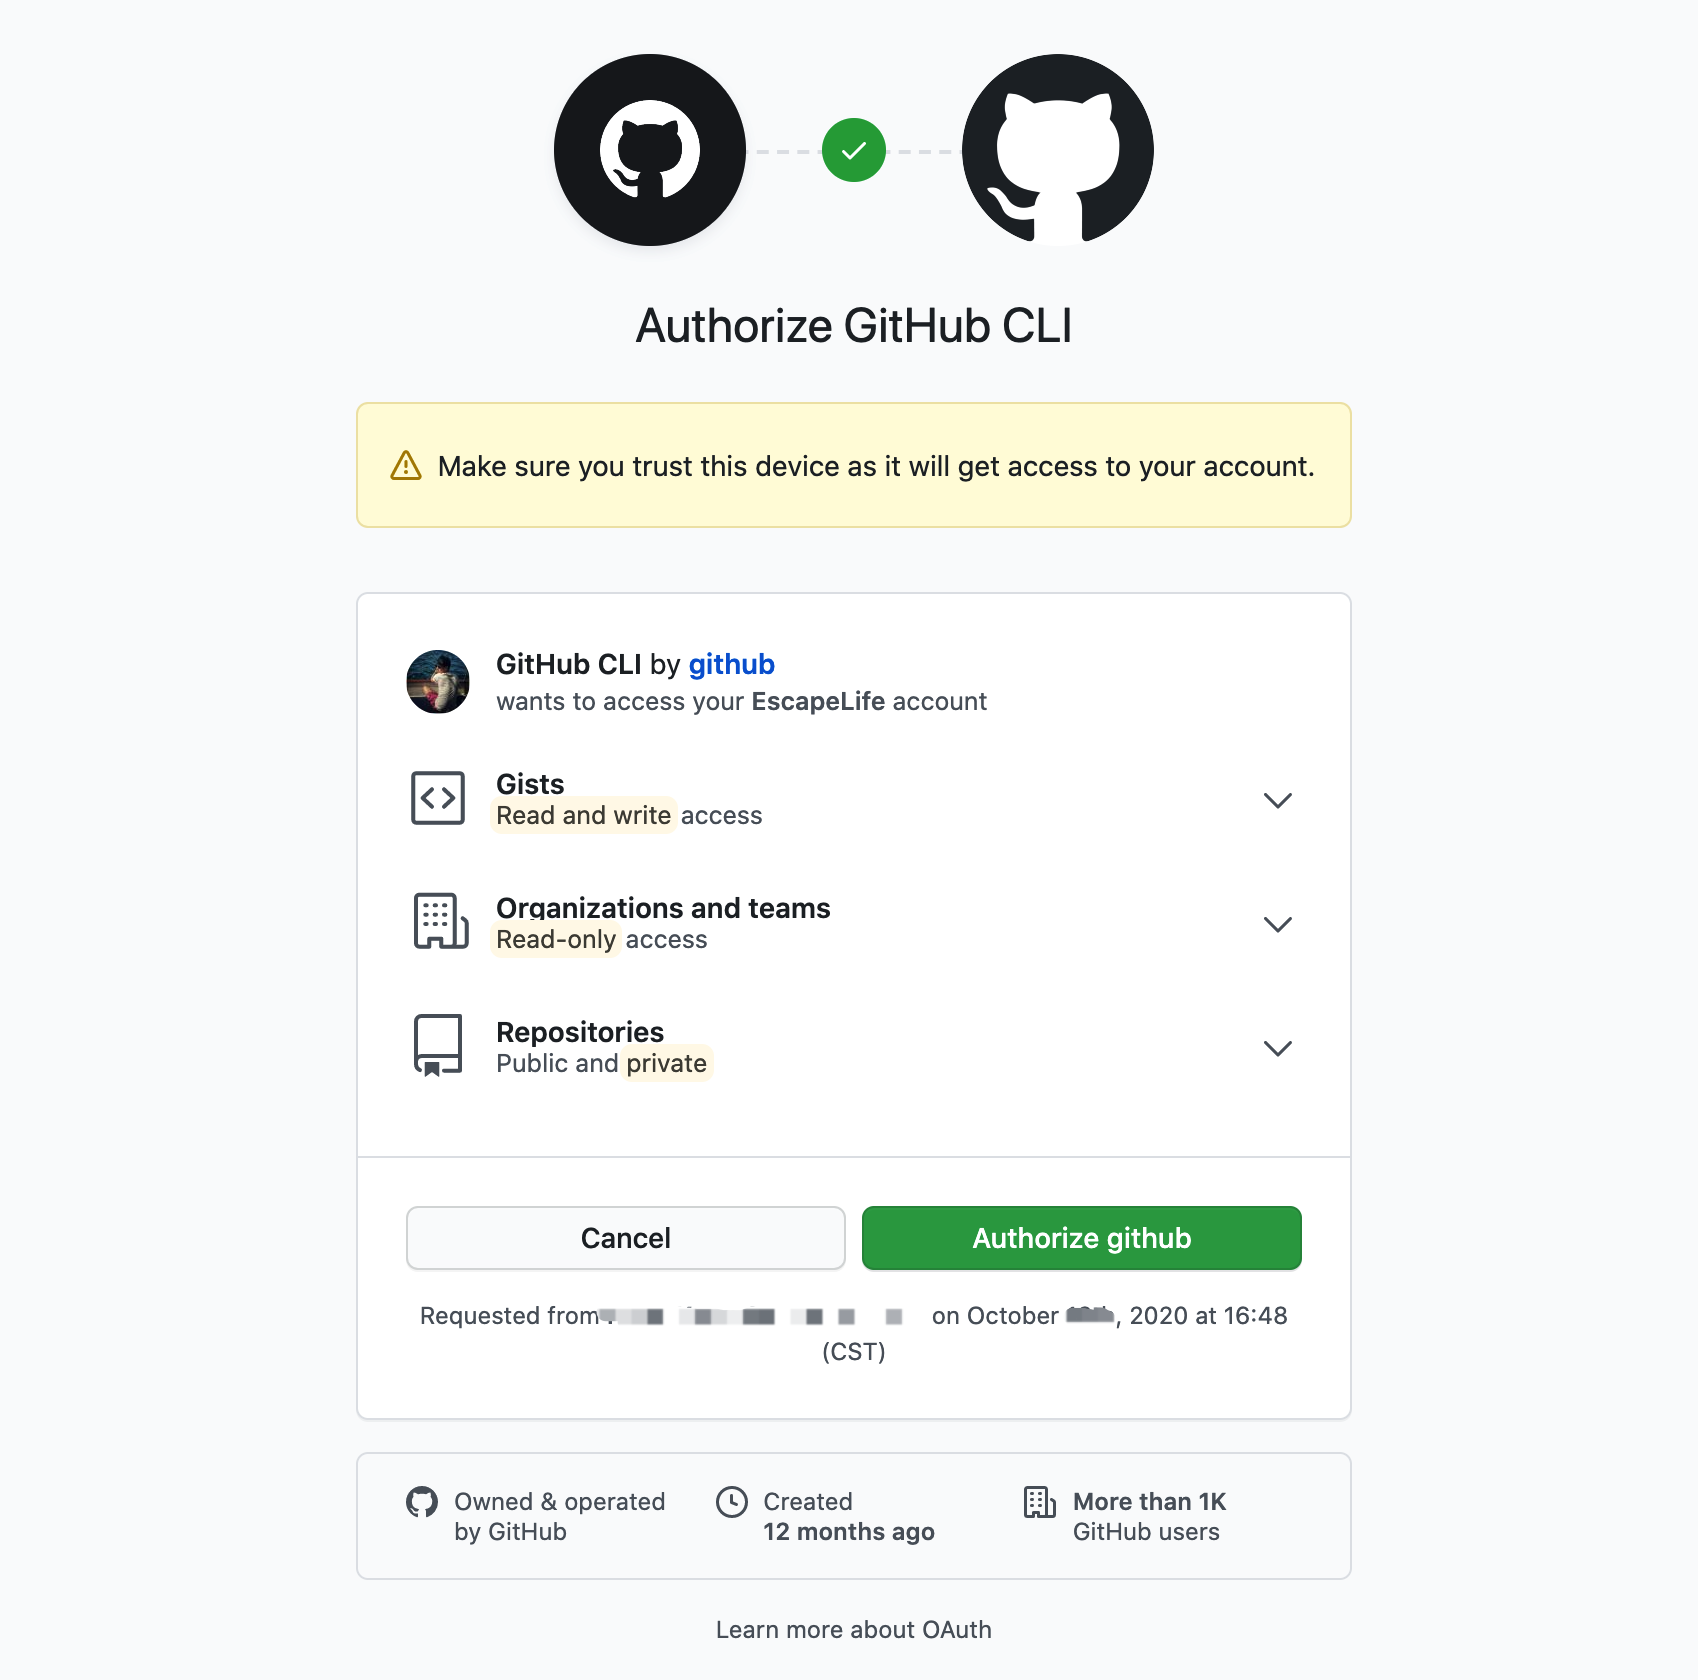 Authorize GitHub CLI
Make sure you trust this device as it will get access to your account.
GitHub CLI by github
wants to access your EscapeLife account
Gists
Read and write access
Organizations and teams
Read-only access
Repositories
Public and private
Cancel
Authorize github
Requested from on October , 2020 at 16:48
(CST)
Owned & operated
by GitHub
Created
12 months ago
More than 1K
GitHub users
Learn more about OAuth